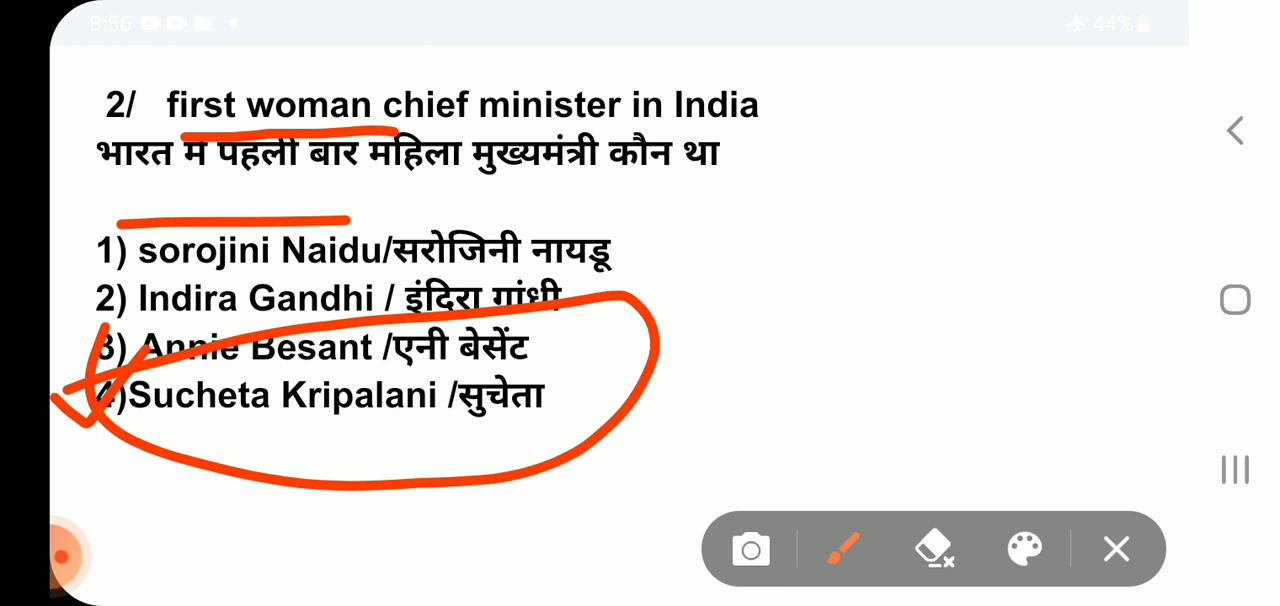 8:56 44%
2/ first woman chief minister in India
भारत में पहली बार महिला मुख्यमंत्री कौन था
1) sorojini Naidu/सरोजिनी नायडू
2) Indira Gandhi / इंदिरा गांधी
3) Annie Besant /एनी बेसेंट
4)Sucheta Kripalani /सुचेता